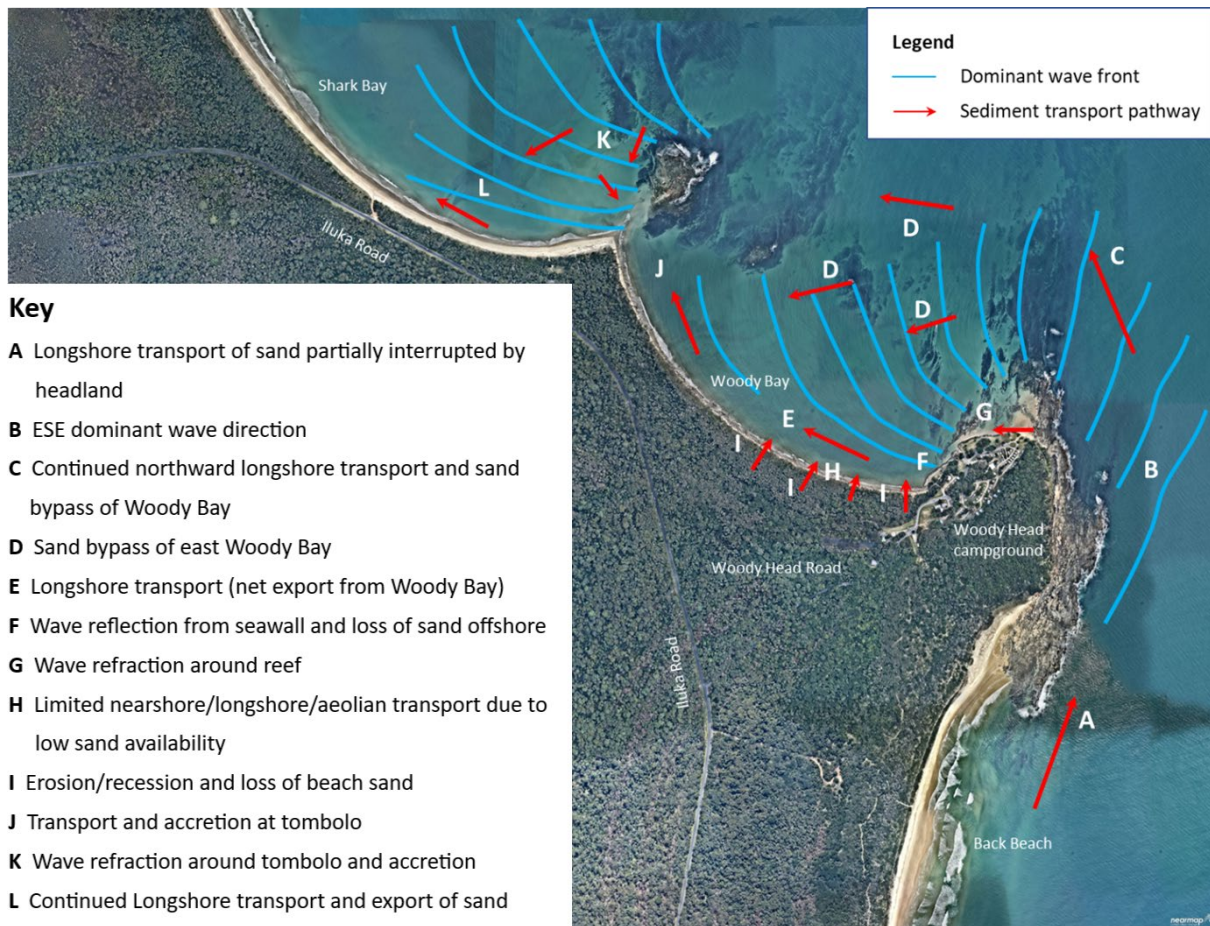 Legend
Dominant wave front
Sediment transport pathway
Shark Bay
K
L
Iluka Road
D
C
J
D
D
Woody Bay
G
E
I
F
B
H
I
I
Woody Head
campground
Woody Head Road
Iluka Road
A
Back Beach
Key
A Longshore transport of sand partially interrupted by
headland
B ESE dominant wave direction
C Continued northward longshore transport and sand
bypass of Woody Bay
D Sand bypass of east Woody Bay
E Longshore transport (net export from Woody Bay)
F Wave reflection from seawall and loss of sand offshore
G Wave refraction around reef
H Limited nearshore/longshore/aeolian transport due to
low sand availability
I Erosion/recession and loss of beach sand
J Transport and accretion at tombolo
K Wave refraction around tombolo and accretion
L Continued Longshore transport and export of sand
nearmap